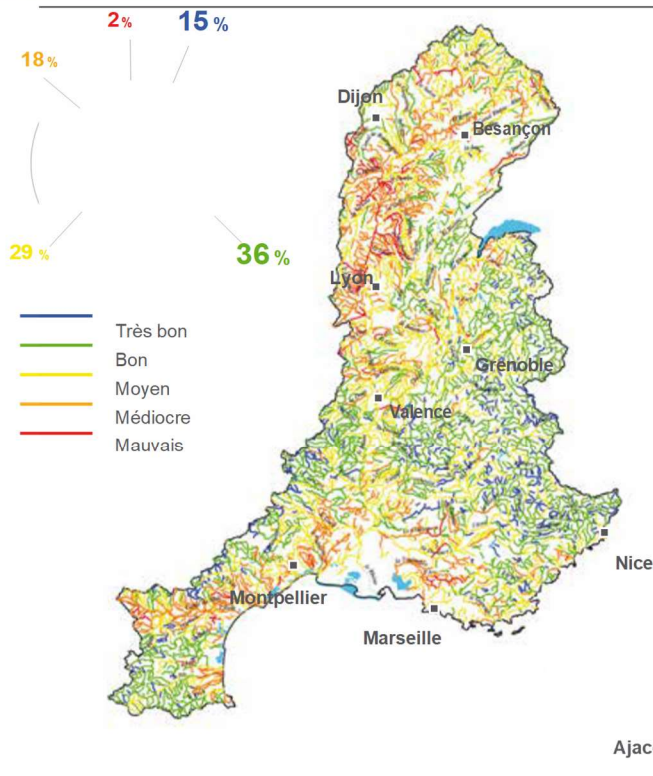 2 %
15 %
18 %
29 %
36 %
Très bon
Bon
Moyen
Médiocre
Mauvais
Dijon
Besançon
Lyon
Grenoble
Valence
Nice
Montpellier
Marseille
Ajacc